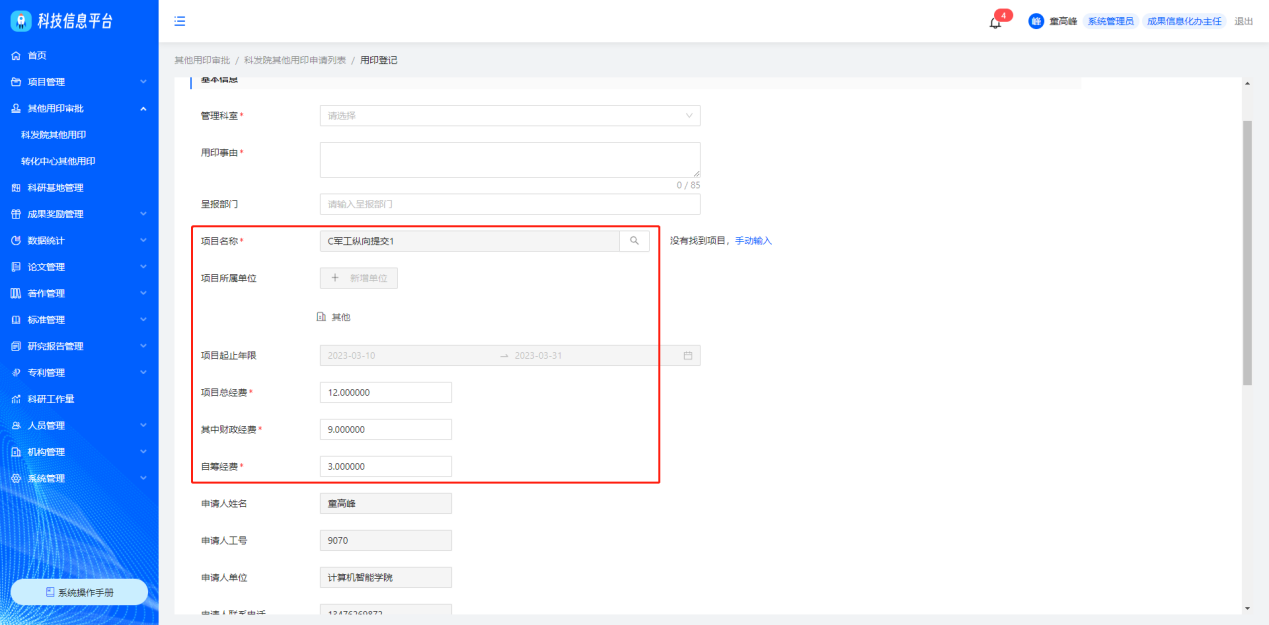 科技信息平台
4
童高峰 系统管理员 成果信息化办主任 退出
首页
项目管理
其他用印审批
科发院其他用印
转化中心其他用印
科研基地管理
成果奖励管理
数据统计
论文管理
著作管理
标准管理
研究报告管理
专利管理
科研工作量
人员管理
机构管理
系统管理
系统操作手册
其他用印审批 / 科发院其他用印申请列表 / 用印登记
基本信息
管理科室* 请选择
用印事由*
0 / 85
呈报部门 请输入呈报部门
项目名称* C军工纵向提交1 没有找到项目，手动输入
项目所属单位 + 新增单位
其他
项目起止年限 2023-03-10 → 2023-03-31
项目总经费* 12.000000
其中财政经费* 9.000000
自筹经费* 3.000000
申请人姓名 童高峰
申请人工号 9070
申请人单位 计算机智能学院
申请人联系电话 13476269872